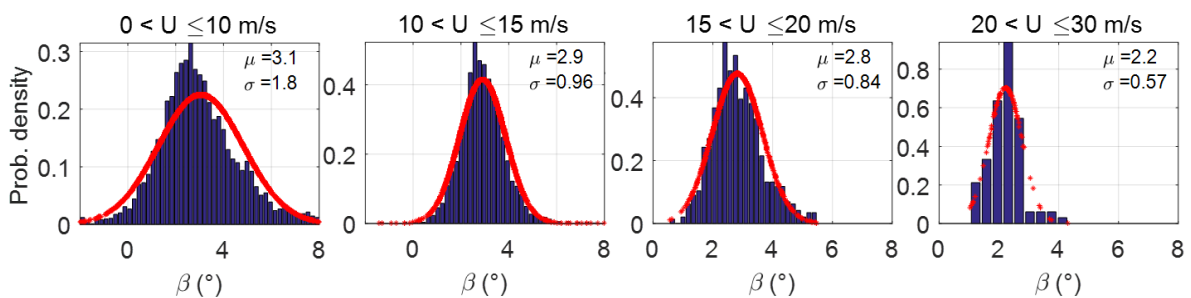 0 < U ≤10 m/s
10 < U ≤15 m/s
15 < U ≤20 m/s
20 < U ≤30 m/s
Prob. density
0.3
0.2
0.1
0
μ =3.1
σ =1.8
0 4 8
β (°)
0.4
0.2
0
μ =2.9
σ =0.96
0 4 8
β (°)
0.4
0.2
0
μ =2.8
σ =0.84
0 2 4 6 8
β (°)
0.8
0.6
0.4
0.2
0
μ =2.2
σ =0.57
0 2 4 6 8
β (°)